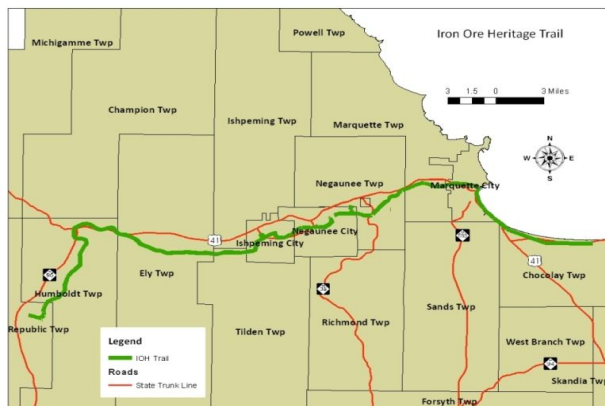 Iron Ore Heritage Trail
3 1.5 0 3 Miles
N
W E
S
Michigamme Twp
Powell Twp
Champion Twp
Ishpeming Twp
Marquette Twp
Negaunee Twp
Marquette City
41
Ishpeming City
Negaunee City
Ely Twp
Humboldt Twp
Republic Twp
Tilden Twp
Richmond Twp
Sands Twp
41
Chocolay Twp
West Branch Twp
Skandia Twp
Forsyth Twp
Legend
IOH Trail
Roads
State Trunk Line